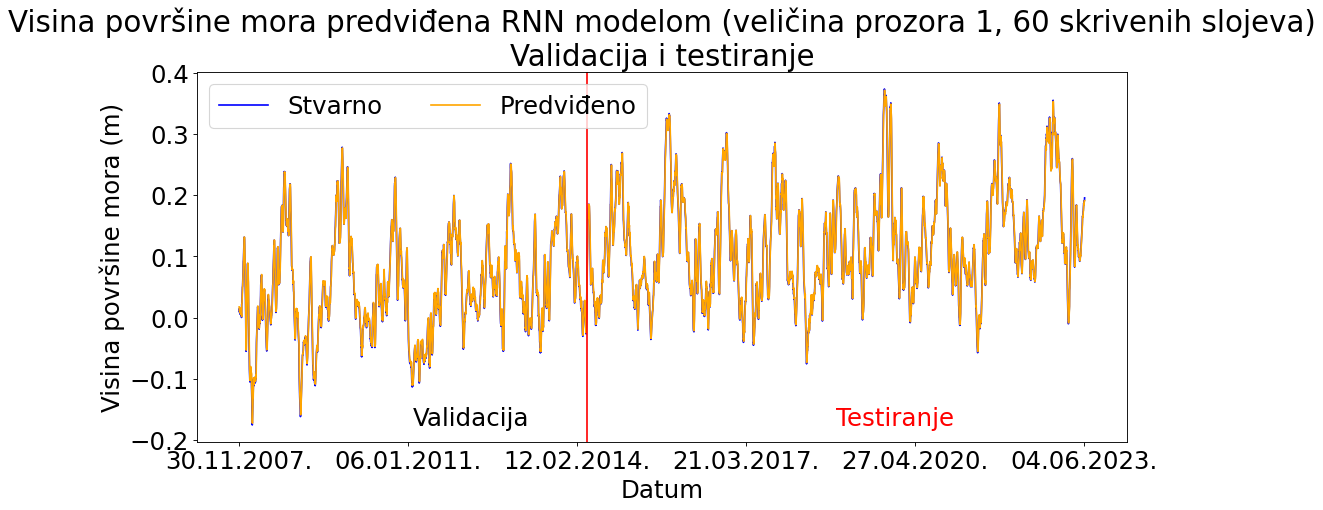 Visina površine mora predviđena RNN modelom (veličina prozora 1, 60 skrivenih slojeva)
Validacija i testiranje
Stvarno
Predviđeno
Visina površine mora (m)
0.4
0.3
0.2
0.1
0.0
−0.1
−0.2
Validacija
Testiranje
30.11.2007.
06.01.2011.
12.02.2014.
21.03.2017.
27.04.2020.
04.06.2023.
Datum